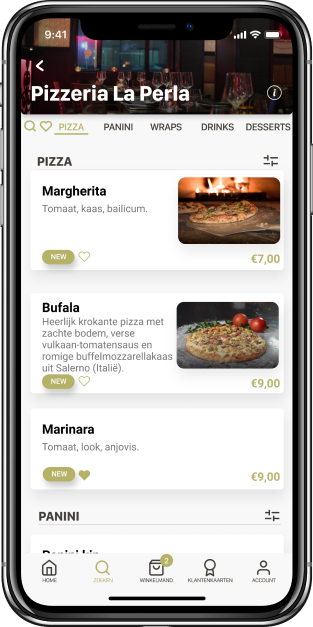 9:41
Pizzeria La Perla
PIZZA PANINI WRAPS DRINKS DESSERTS
PIZZA
Margherita
Tomaat, kaas, bailicum.
NEW
€7,00
Bufala
Heerlijk krokante pizza met
zachte bodem, verse
vulkaan-tomatensaus en
romige buffelmozzarellakaas
uit Salerno (Italië).
NEW
€9,00
Marinara
Tomaat, look, anjovis.
NEW
€9,00
PANINI
2
HOME ZOEKEN WINKELMAND KLANTENKAARTEN ACCOUNT